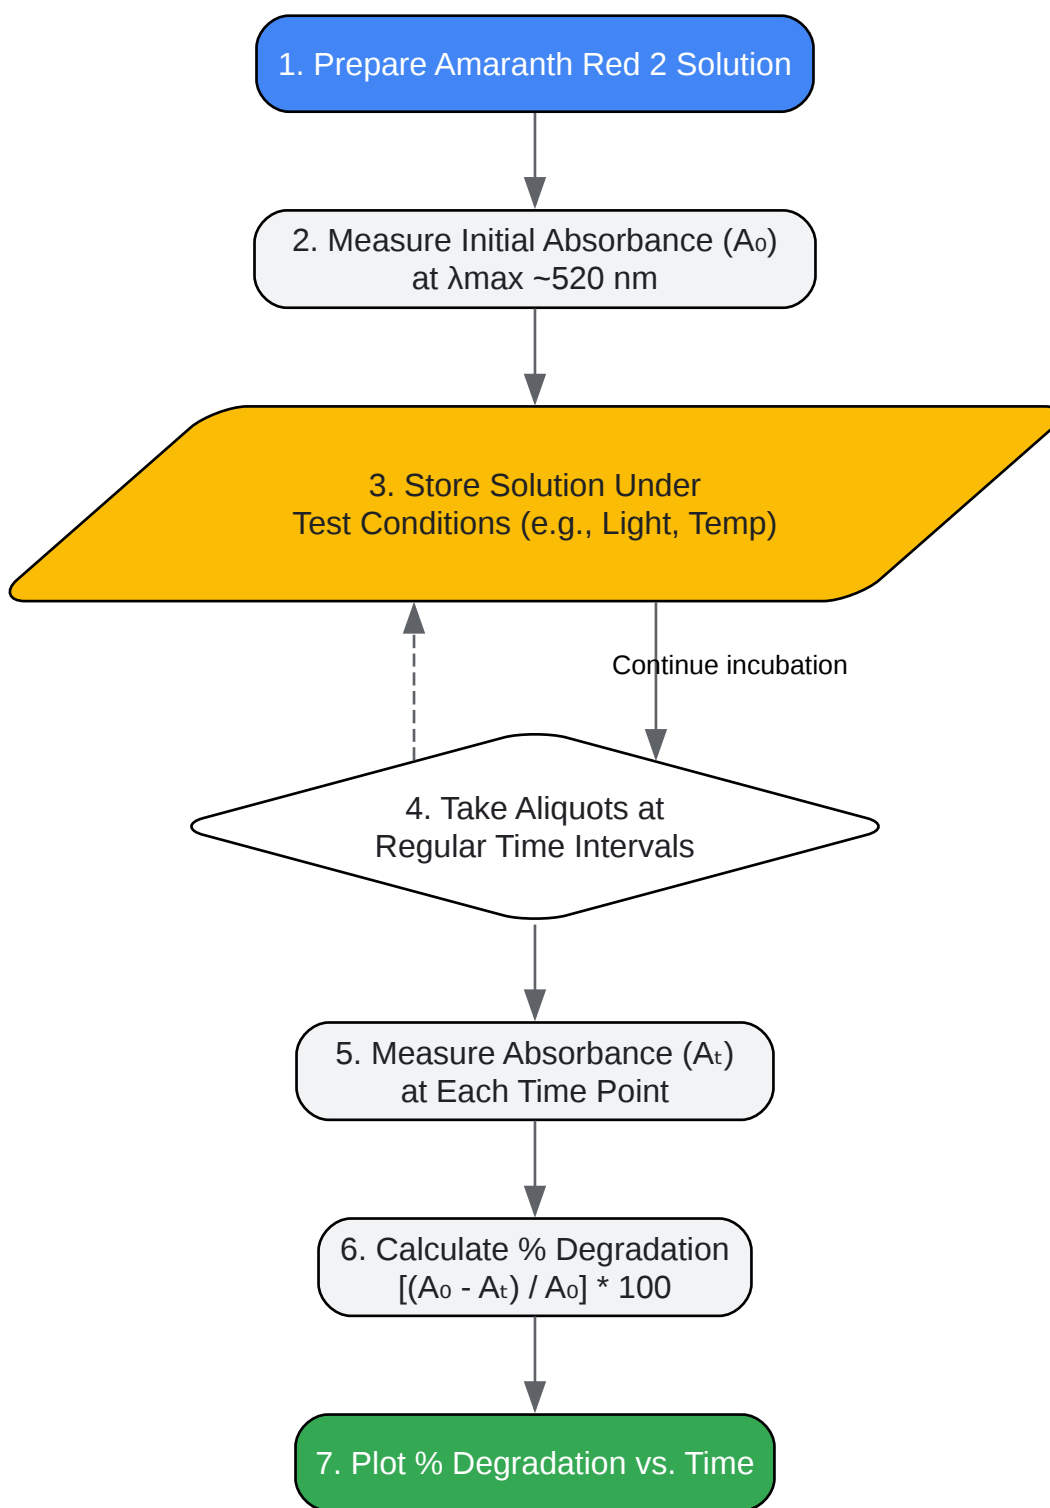 1. Prepare Amaranth Red 2 Solution
2. Measure Initial Absorbance (A₀)
at λmax ~520 nm
3. Store Solution Under
Test Conditions (e.g., Light, Temp)
Continue incubation
4. Take Aliquots at
Regular Time Intervals
5. Measure Absorbance (Aₜ)
at Each Time Point
6. Calculate % Degradation
[(A₀ - Aₜ) / A₀] * 100
7. Plot % Degradation vs. Time